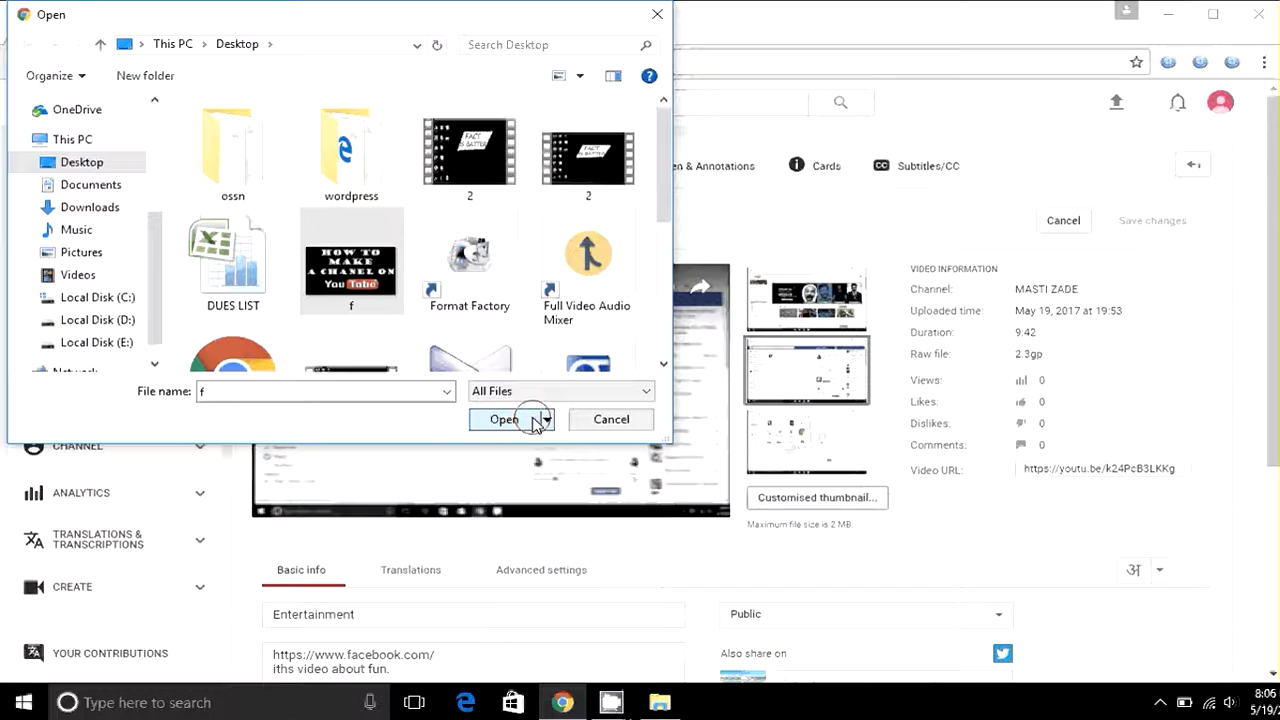 Open
This PC
Desktop
Search Desktop
Organize
New folder
OneDrive
This PC
Desktop
Documents
Downloads
Music
Pictures
Videos
Local Disk (C:)
Local Disk (D:)
Local Disk (E:)
ossn
wordpress
FACT
2
FACT
2
DUES LIST
HOW TO
MAKE
A CHANEL ON
You Tube
f
Format Factory
Full Video Audio
Mixer
File name:
f
All Files
Open
Cancel
& Annotations
Cards
CC
Subtitles/CC
Cancel
Save changes
VIDEO INFORMATION
Channel: MASTI ZADE
Uploaded time: May 19, 2017 at 19:53
Duration: 9:42
Raw file: 2.3gp
Views: 0
Likes: 0
Dislikes: 0
Comments: 0
Video URL: https://youtu.be/k24PcB3LKKg
Customised thumbnail...
Maximum file size is 2 MB.
CHANNEL
ANALYTICS
TRANSLATIONS &
TRANSCRIPTIONS
CREATE
YOUR CONTRIBUTIONS
Basic info
Translations
Advanced settings
अ
Entertainment
Public
https://www.facebook.com/
iths video about fun.
Also share on
Type here to search
8:06
5/19/2